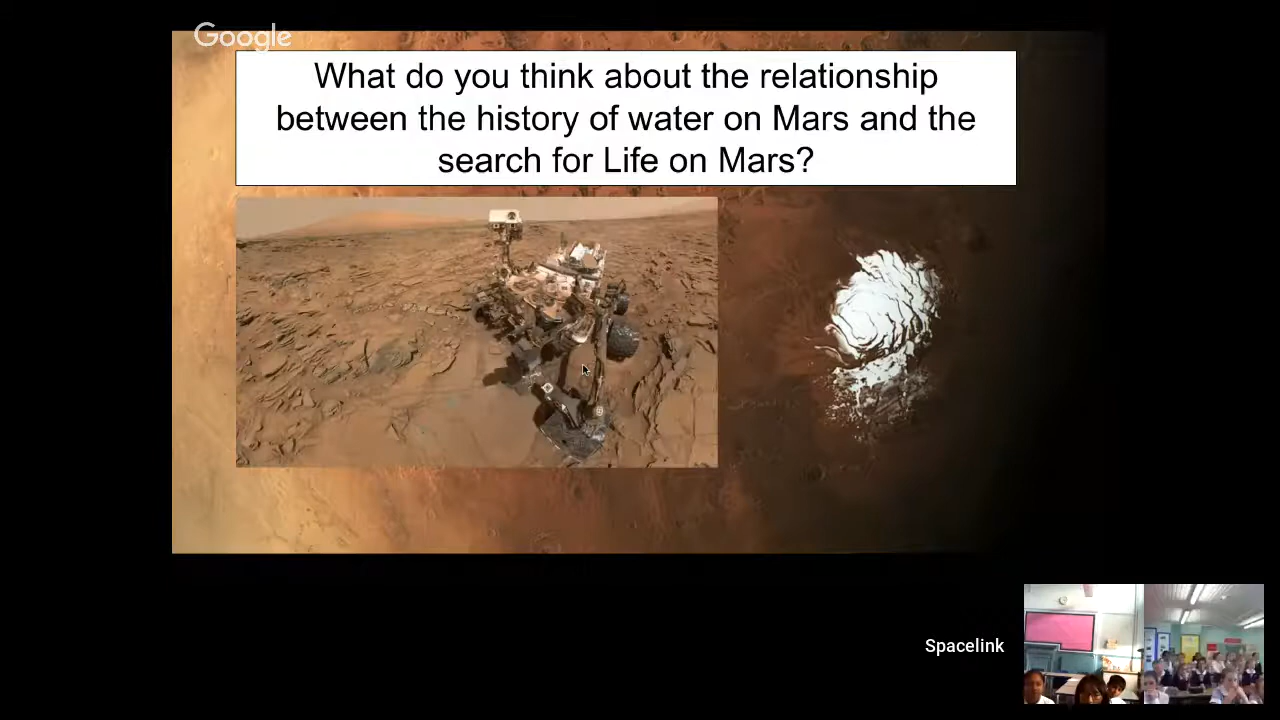 Google
What do you think about the relationship
between the history of water on Mars and the
search for Life on Mars?
Spacelink